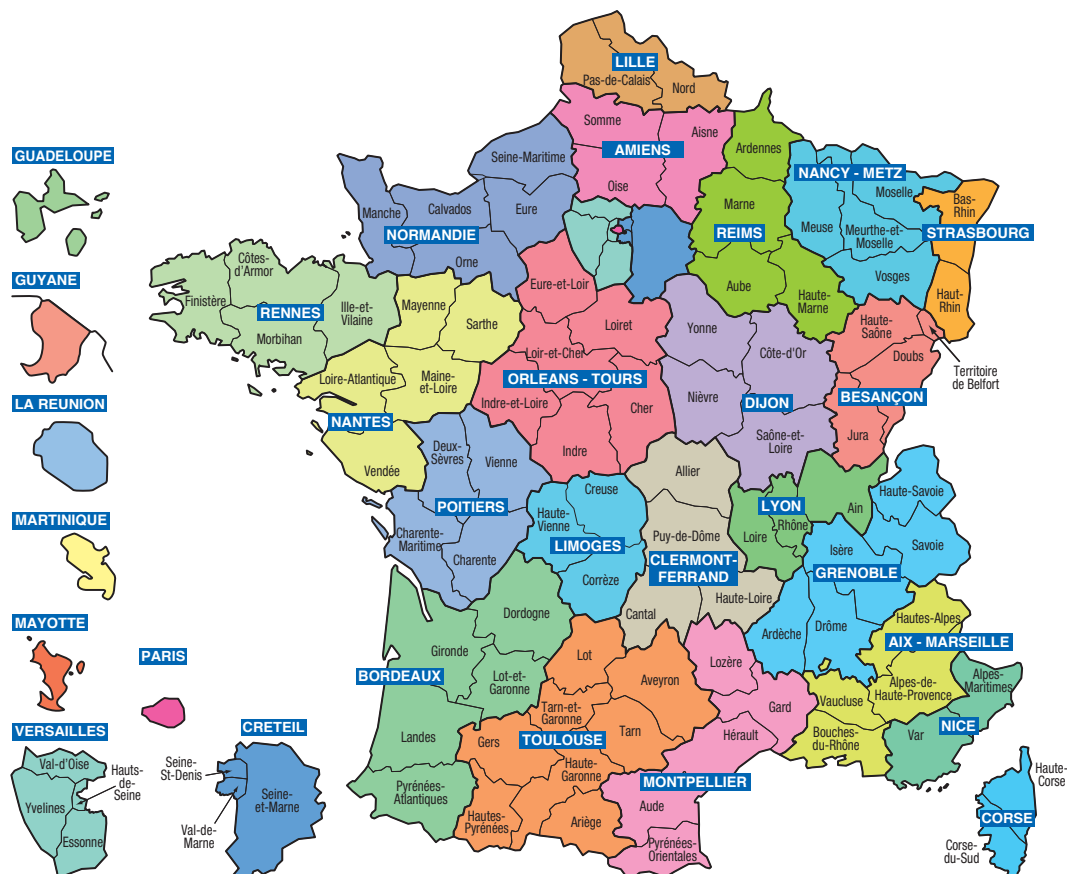 LILLE
Pas-de-Calais
Nord
Somme
Aisne
AMIENS
Oise
Ardennes
Marne
REIMS
Aube
Haute-
Marne
NANCY - METZ
Moselle
Meuse
Meurthe-et-
Moselle
Vosges
Bas-
Rhin
STRASBOURG
Haut-
Rhin
Seine-Maritime
Manche
Calvados
Eure
NORMANDIE
Orne
Côtes-
d'Armor
Finistère
RENNES
Ille-et-
Vilaine
Morbihan
Mayenne
Sarthe
Loire-Atlantique
Maine-
et-Loire
NANTES
Vendée
Eure-et-Loir
Loiret
Loir-et-Cher
ORLEANS - TOURS
Indre-et-Loire
Cher
Indre
Yonne
Côte-d'Or
Nièvre
DIJON
Saône-et-
Loire
Haute-
Saône
Doubs
Territoire
de Belfort
BESANÇON
Jura
Deux-
Sèvres
Vienne
POITIERS
Charente-
Maritime
Charente
Creuse
Haute-
Vienne
LIMOGES
Corrèze
Allier
Puy-de-Dôme
CLERMONT-
FERRAND
Cantal
Haute-Loire
LYON
Ain
Rhône
Loire
Haute-Savoie
Savoie
Isère
GRENOBLE
Ardèche
Drôme
Hautes-Alpes
AIX - MARSEILLE
Alpes-de-
Haute-Provence
Vaucluse
Bouches-
du-Rhône
Alpes-
Maritimes
NICE
Var
Dordogne
Gironde
BORDEAUX
Lot-et-
Garonne
Landes
Pyrénées-
Atlantiques
Lot
Aveyron
Tarn-et-
Garonne
Tarn
Gers
TOULOUSE
Haute-
Garonne
Hautes-
Pyrénées
Ariège
Lozère
Gard
Hérault
MONTPELLIER
Aude
Pyrénées-
Orientales
Haute-
Corse
CORSE
Corse-
du-Sud
GUADELOUPE
GUYANE
LA REUNION
MARTINIQUE
MAYOTTE
PARIS
VERSAILLES
Val-d'Oise
Hauts-
de-
Seine
Yvelines
Essonne
CRETEIL
Seine-
St-Denis
Seine-
et-Marne
Val-de-
Marne